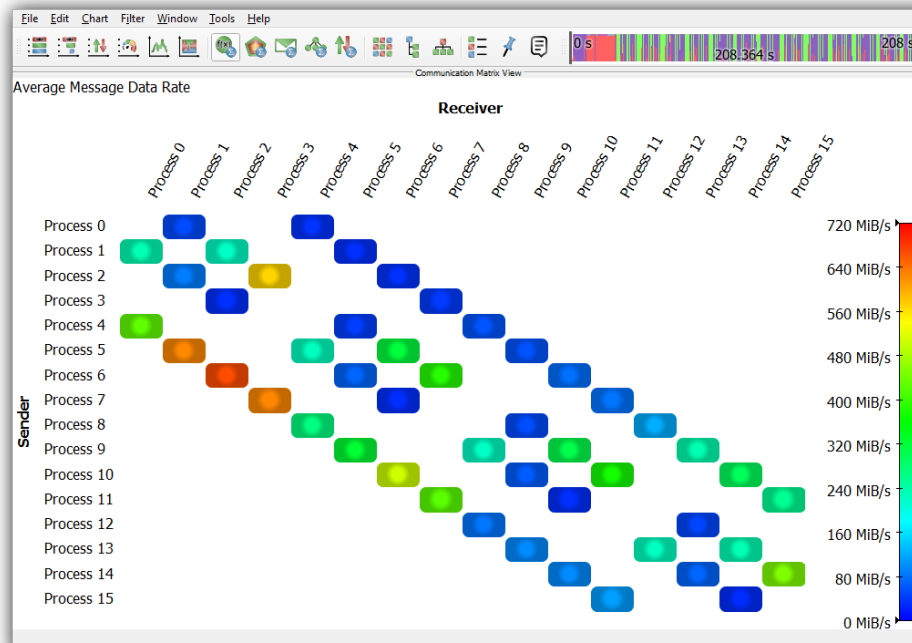 File Edit Chart Filter Window Tools Help
0 s 208.364 s 208 s
Communication Matrix View
Average Message Data Rate
Receiver
Process 0 Process 1 Process 2 Process 3 Process 4 Process 5 Process 6 Process 7 Process 8 Process 9 Process 10 Process 11 Process 12 Process 13 Process 14 Process 15
Sender
Process 0
Process 1
Process 2
Process 3
Process 4
Process 5
Process 6
Process 7
Process 8
Process 9
Process 10
Process 11
Process 12
Process 13
Process 14
Process 15
720 MiB/s
640 MiB/s
560 MiB/s
480 MiB/s
400 MiB/s
320 MiB/s
240 MiB/s
160 MiB/s
80 MiB/s
0 MiB/s